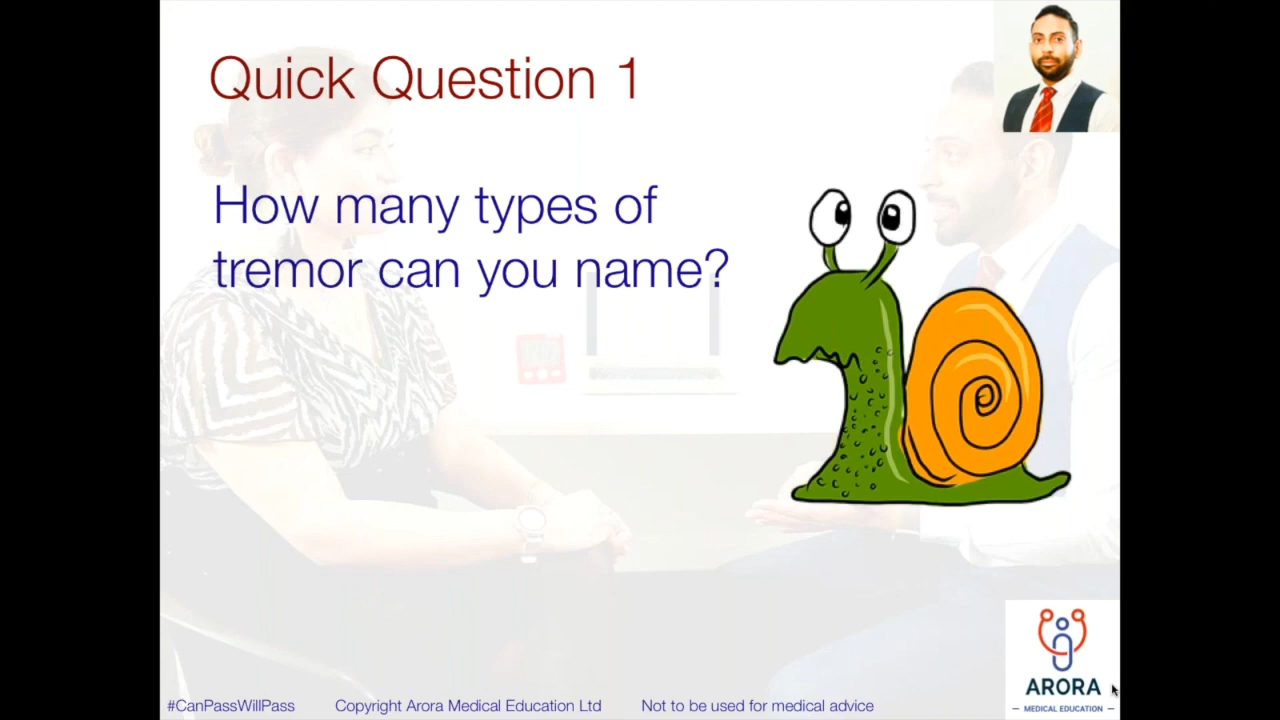 Quick Question 1
How many types of
tremor can you name?
ARORA
MEDICAL EDUCATION
#CanPassWillPass Copyright Arora Medical Education Ltd Not to be used for medical advice